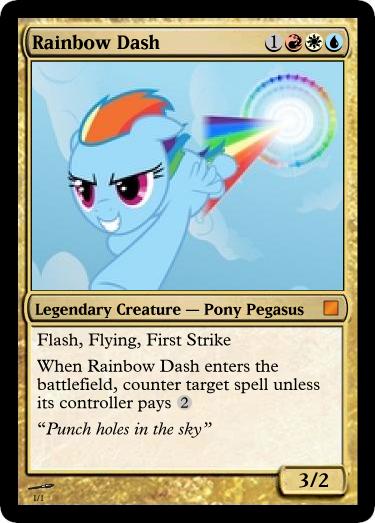 Rainbow Dash 1
Legendary Creature — Pony Pegasus
Flash, Flying, First Strike
When Rainbow Dash enters the
battlefield, counter target spell unless
its controller pays 2
“Punch holes in the sky”
3/2
1/1